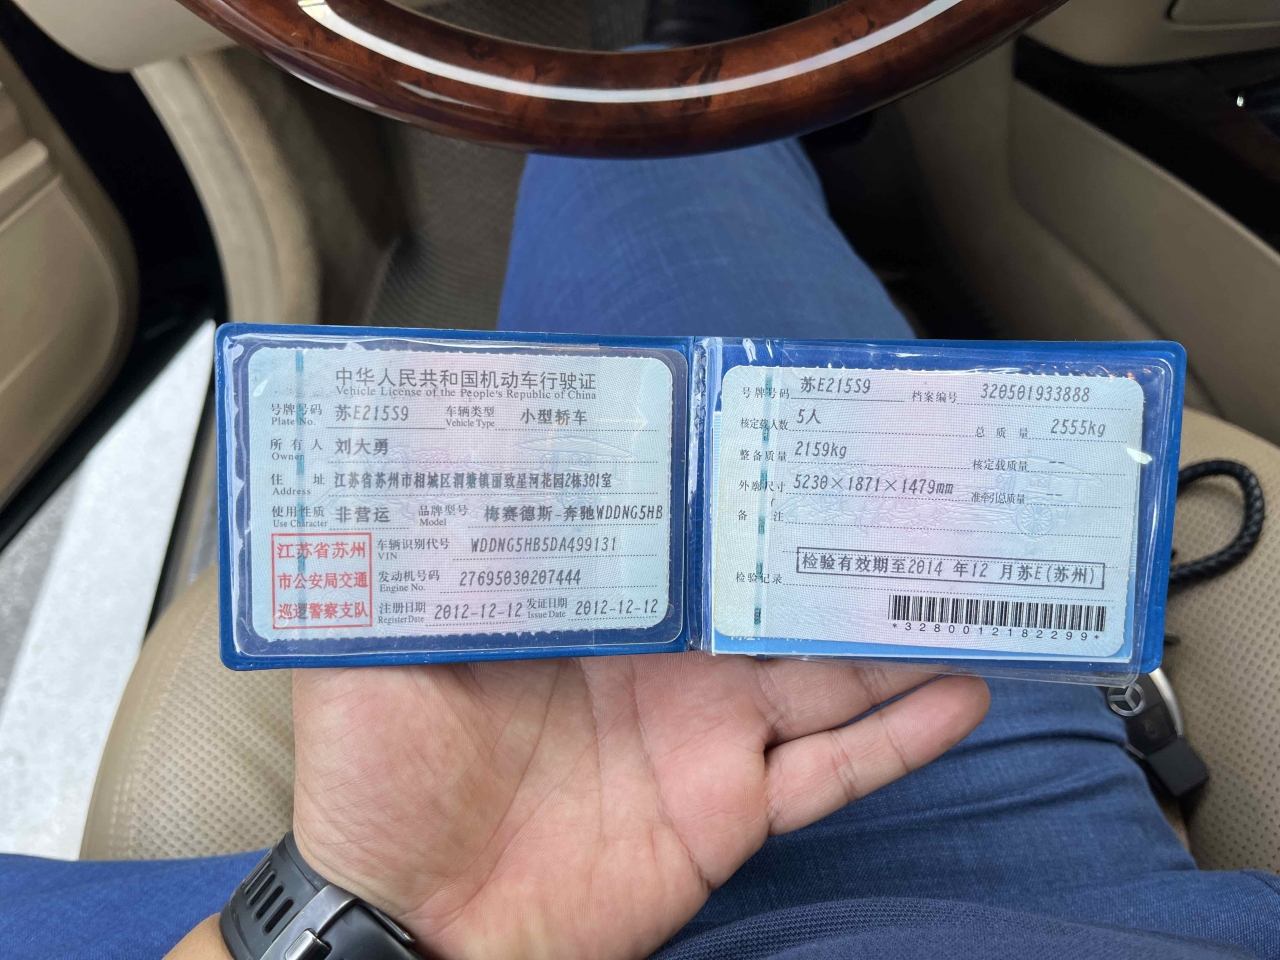 中华人民共和国机动车行驶证
Vehicle License of the People's Republic of China
号牌号码 苏E215S9 车辆类型 小型轿车
Plate No. Vehicle Type
所有人 刘大勇
Owner
住址 江苏省苏州市相城区渭塘镇丽致星河花园2栋301室
Address
使用性质 非营运 品牌型号 梅赛德斯-奔驰WDDNG5HB
Use Character Model
江苏省苏州
市公安局交通
巡逻警察支队
车辆识别代号 WDDNG5HB5DA499131
VIN
发动机号码 27695030207444
Engine No.
注册日期 2012-12-12 发证日期 2012-12-12
Register Date Issue Date
号牌号码 苏E215S9 档案编号 320501933888
核定载人数 5人 总质量 2555kg
整备质量 2159kg 核定载质量 --
外廓尺寸 5230×1871×1479mm 准牵引总质量 --
备注
检验记录 检验有效期至2014 年12 月苏E(苏州)
*3280012182299*